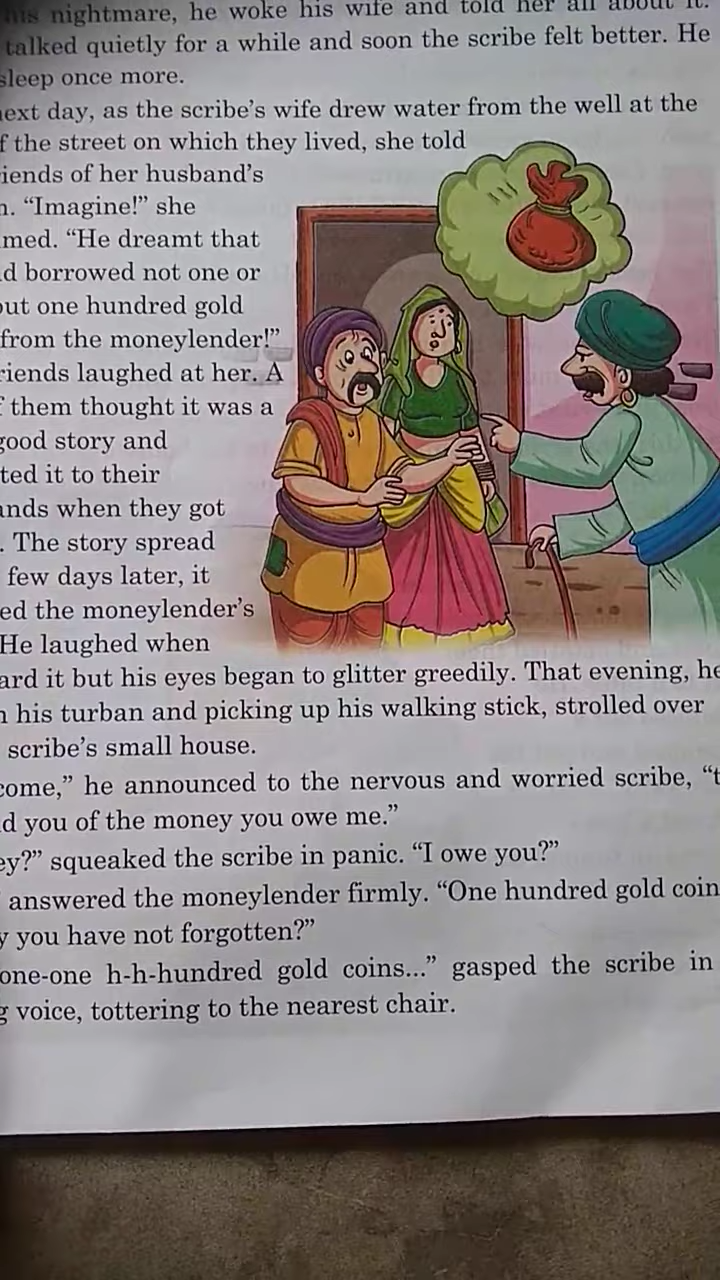 his nightmare, he woke his wife and told her all about it.
talked quietly for a while and soon the scribe felt better. He
sleep once more.
next day, as the scribe’s wife drew water from the well at the
f the street on which they lived, she told
iends of her husband’s
n. “Imagine!” she
med. “He dreamt that
d borrowed not one or
out one hundred gold
from the moneylender!”
riends laughed at her. A
f them thought it was a
good story and
ted it to their
ands when they got
. The story spread
few days later, it
ed the moneylender’s
He laughed when
ard it but his eyes began to glitter greedily. That evening, he
n his turban and picking up his walking stick, strolled over
scribe’s small house.
come,” he announced to the nervous and worried scribe, “t
d you of the money you owe me.”
ey?” squeaked the scribe in panic. “I owe you?”
answered the moneylender firmly. “One hundred gold coin
y you have not forgotten?”
one-one h-h-hundred gold coins...” gasped the scribe in
g voice, tottering to the nearest chair.